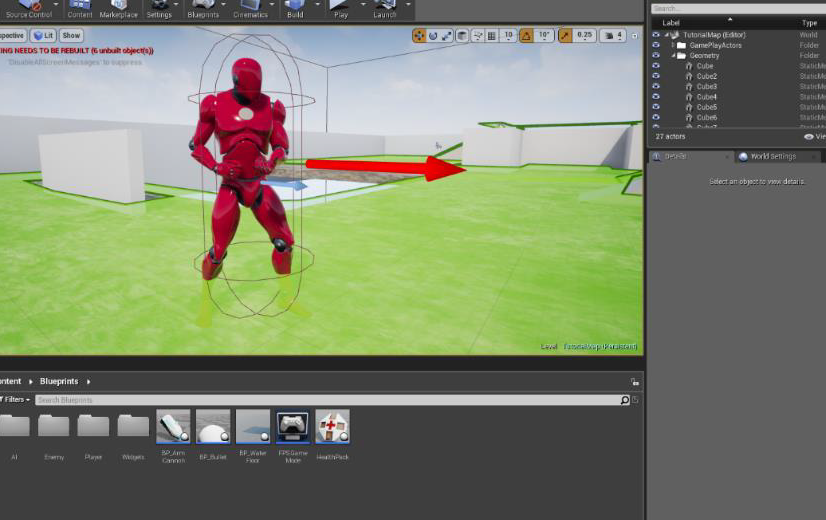 Source Control Content Marketplace Settings Blueprints Cinematics Build Play Launch
spective Lit Show
10 10° 0.25 4
ING NEEDS TO BE REBUILT (6 unbuilt object(s))
'DisableAllScreenMessages' to suppress
Level: TutorialMap (Persistent)
Search...
Label Type
TutorialMap (Editor) World
GamePlayActors Folder
Geometry Folder
Cube StaticMe
Cube2 StaticMe
Cube3 StaticMe
Cube4 StaticMe
Cube5 StaticMe
Cube6 StaticMe
27 actors Vie
Details World Settings
Select an object to view details.
ontent Blueprints
Filters Search Blueprints
AI Enemy Player Widgets BP_Arm Cannon BP_Bullet BP_Water Floor FPSGame Mode HealthPack